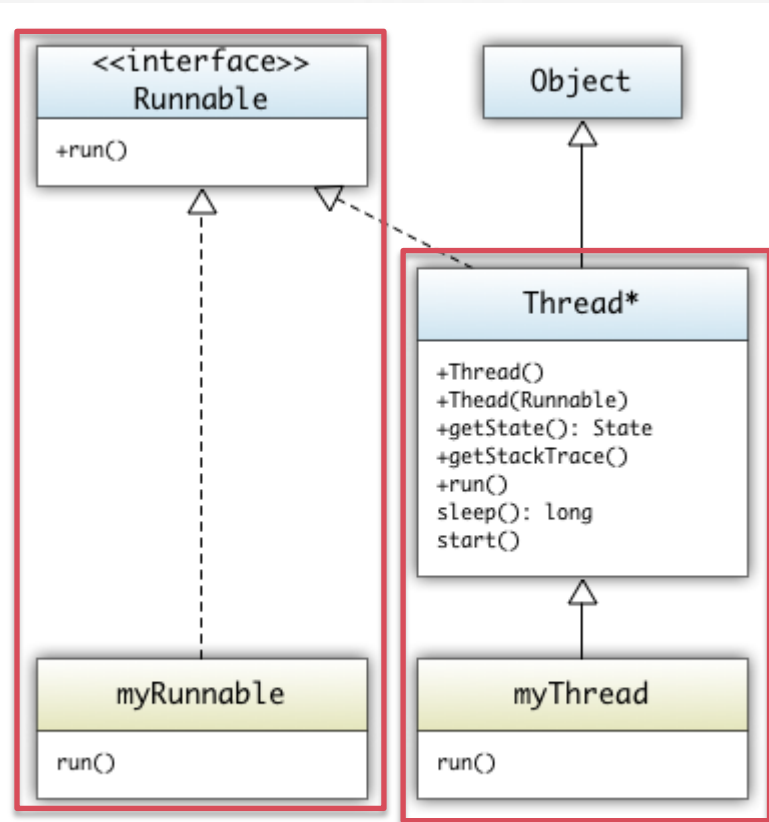 <<interface>>
Runnable
+run()
Object
Thread*
+Thread()
+Thead(Runnable)
+getState(): State
+getStackTrace()
+run()
sleep(): long
start()
myRunnable
run()
myThread
run()